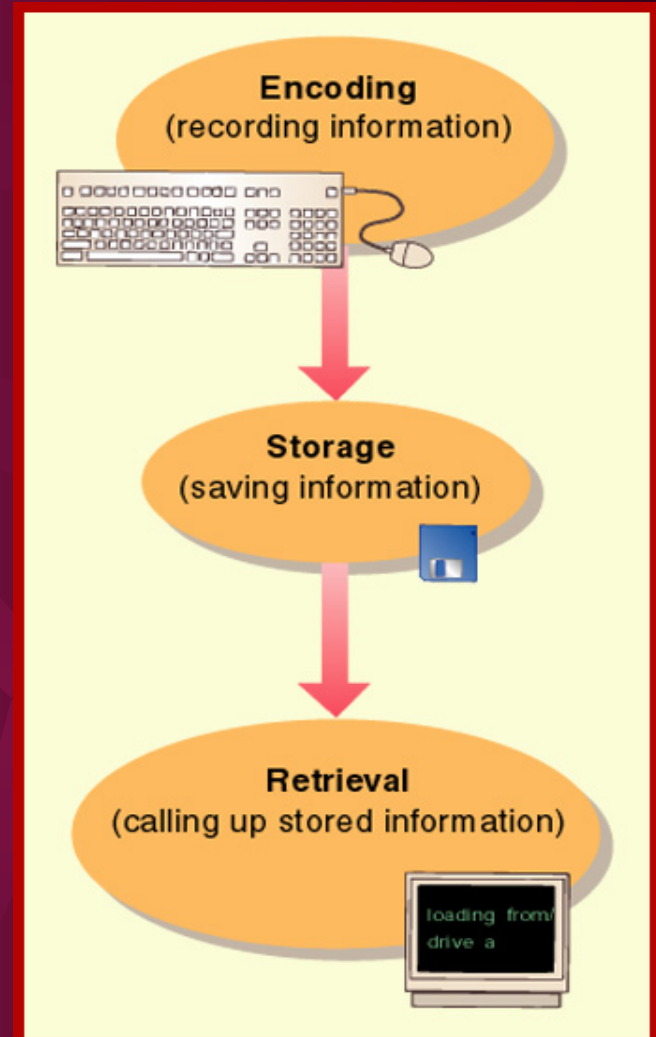 Encoding
(recording information)
Storage
(saving information)
Retrieval
(calling up stored information)
loading from/
drive a